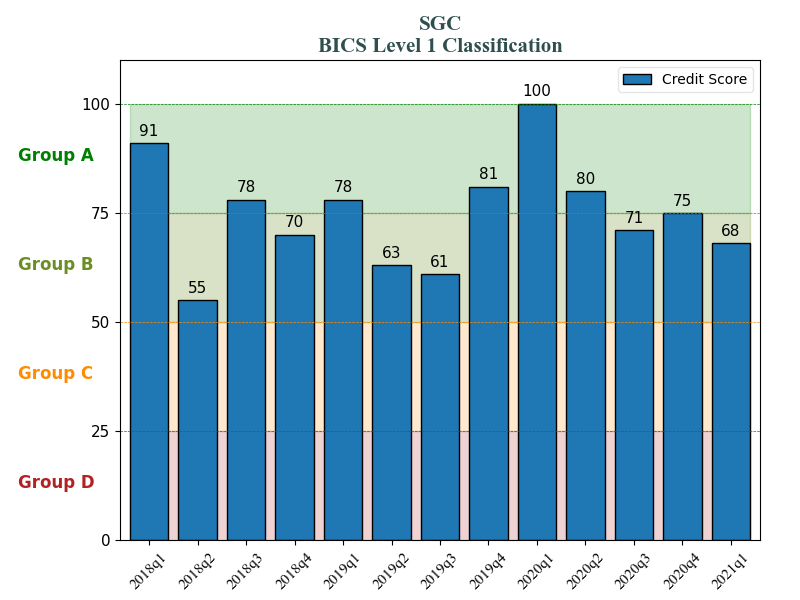 SGC
BICS Level 1 Classification
Credit Score
100
75
50
25
0
Group A
Group B
Group C
Group D
91
55
78
70
78
63
61
81
100
80
71
75
68
2018q1
2018q2
2018q3
2018q4
2019q1
2019q2
2019q3
2019q4
2020q1
2020q2
2020q3
2020q4
2021q1